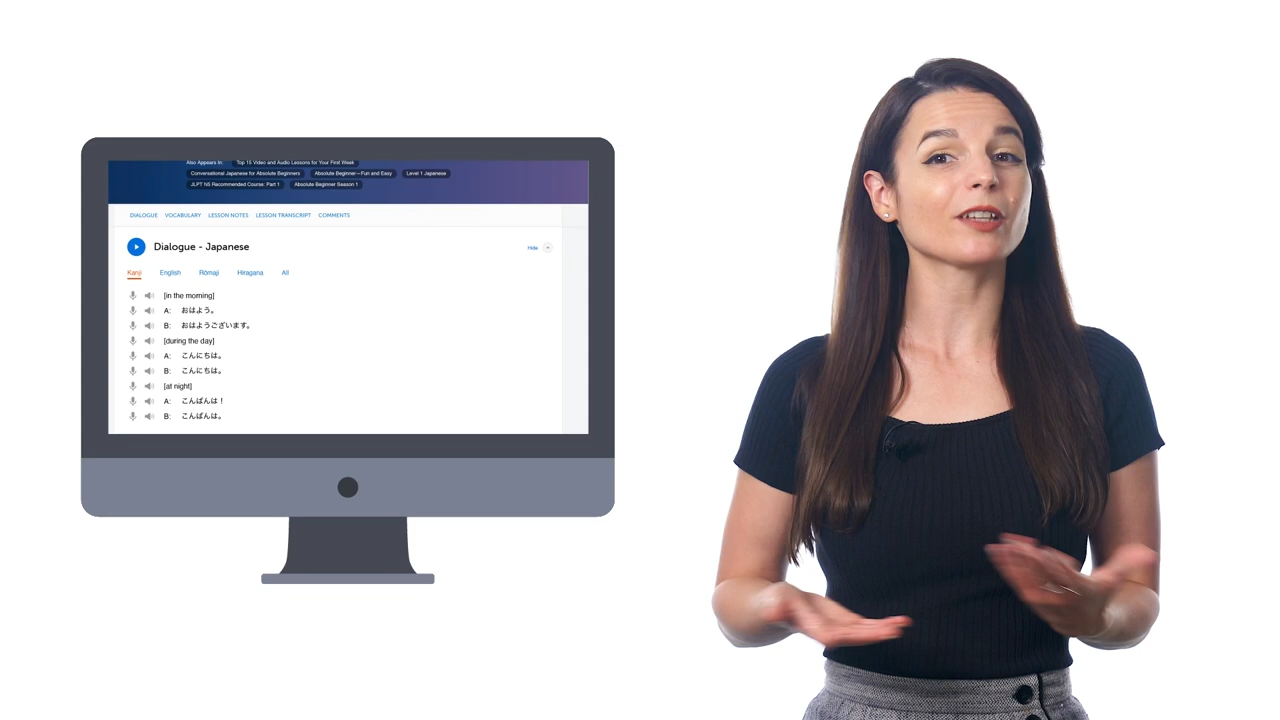 Also Appears In: Top 15 Video and Audio Lessons for Your First Week
Conversational Japanese for Absolute Beginners Absolute Beginner—Fun and Easy Level 1 Japanese
JLPT N5 Recommended Course: Part 1 Absolute Beginner Season 1
DIALOGUE VOCABULARY LESSON NOTES LESSON TRANSCRIPT COMMENTS
Dialogue - Japanese Hide
Kanji English Rōmaji Hiragana All
[in the morning]
A: おはよう。
B: おはようございます。
[during the day]
A: こんにちは。
B: こんにちは。
[at night]
A: こんばんは！
B: こんばんは。